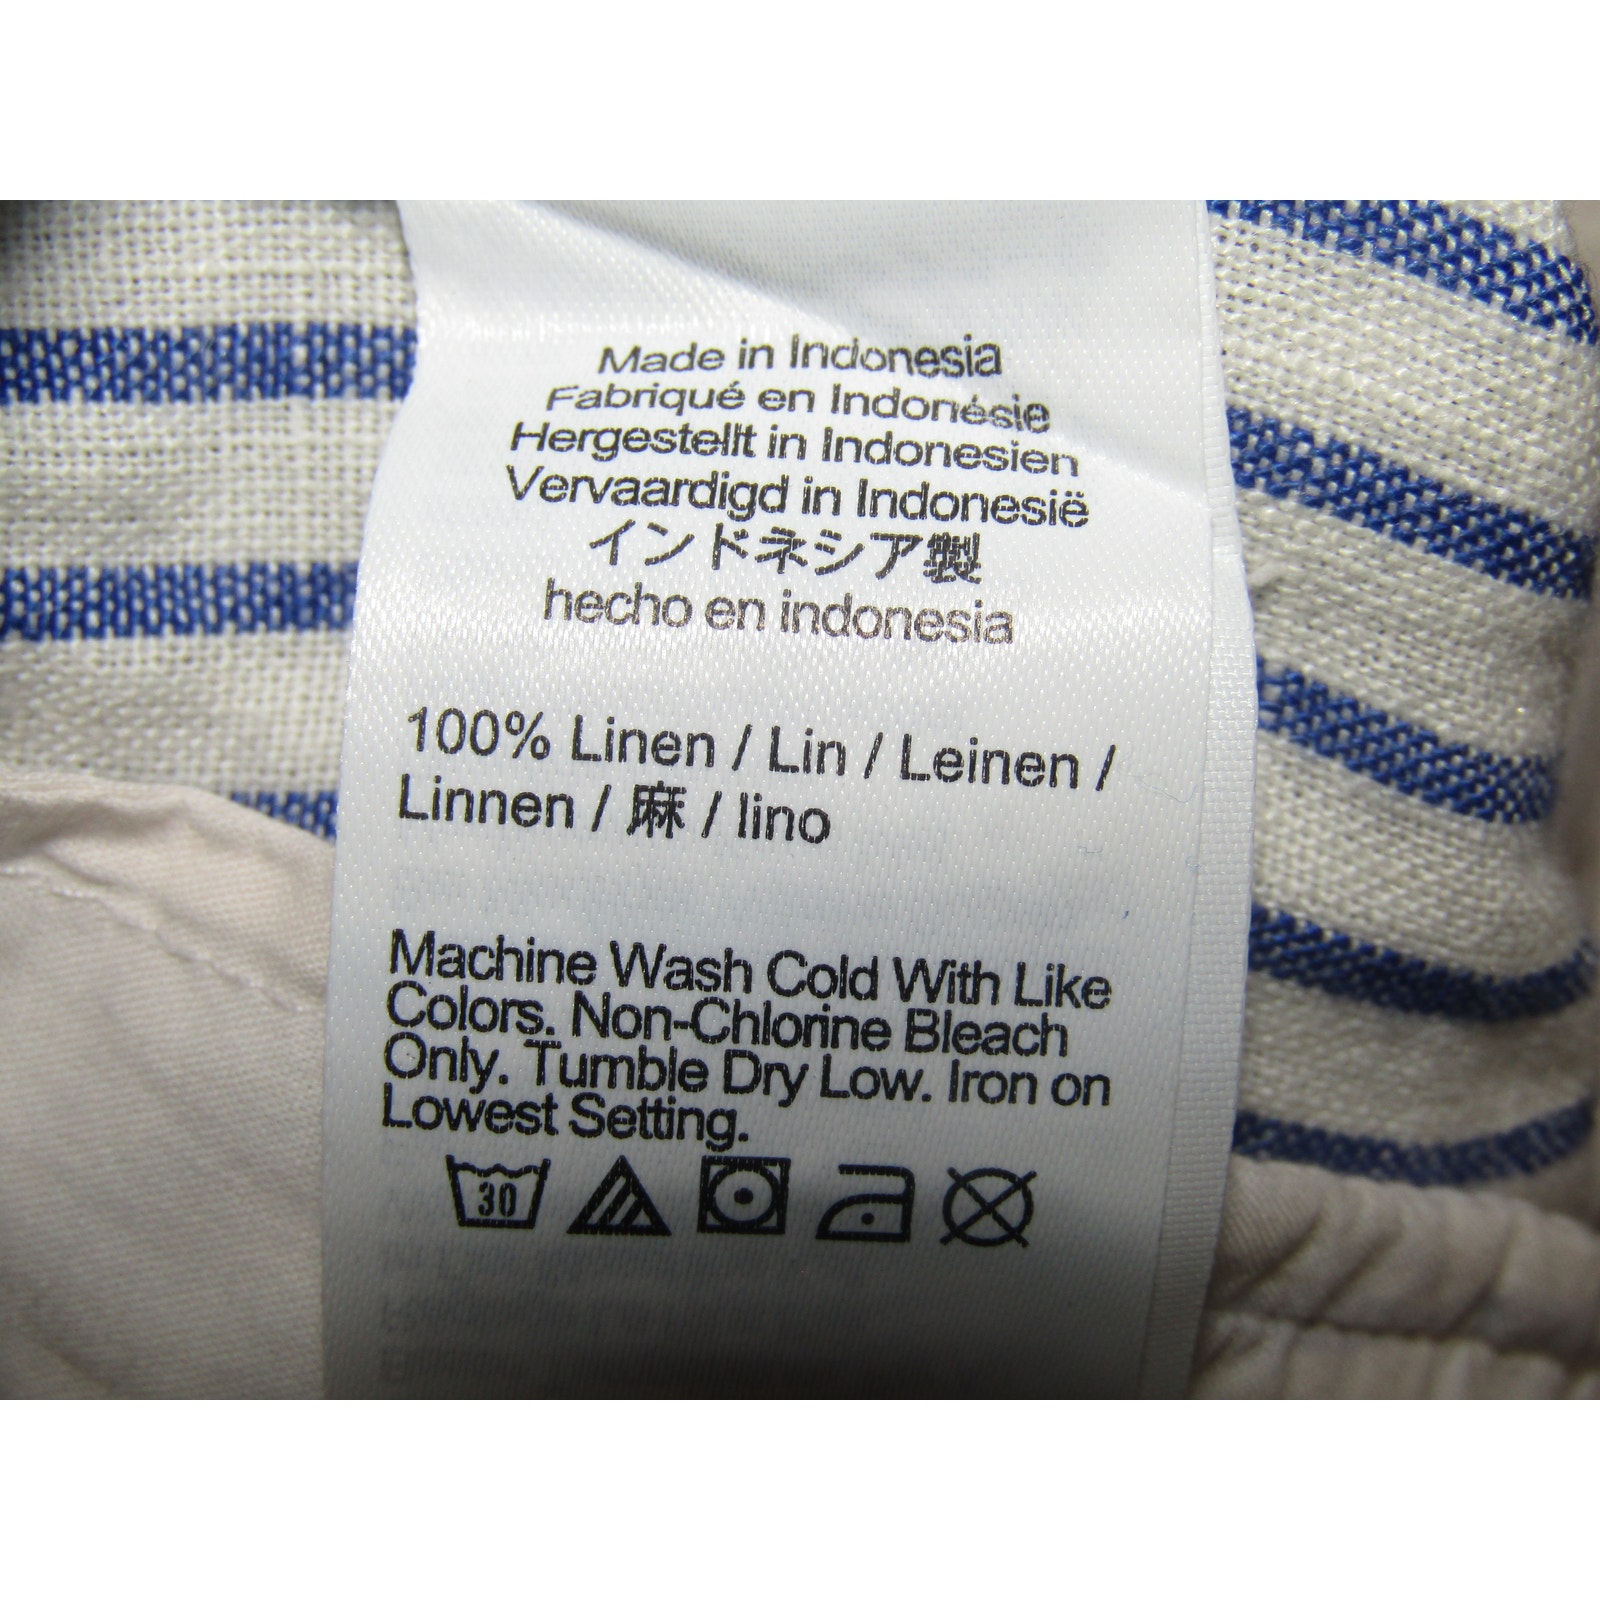 Made in Indonesia
Fabriqué en Indonésie
Hergestellt in Indonesien
Vervaardigd in Indonesië
インドネシア製
hecho en indonesia
100% Linen / Lin / Leinen /
Linnen / 麻 / lino
Machine Wash Cold With Like
Colors. Non-Chlorine Bleach
Only. Tumble Dry Low. Iron on
Lowest Setting.
30